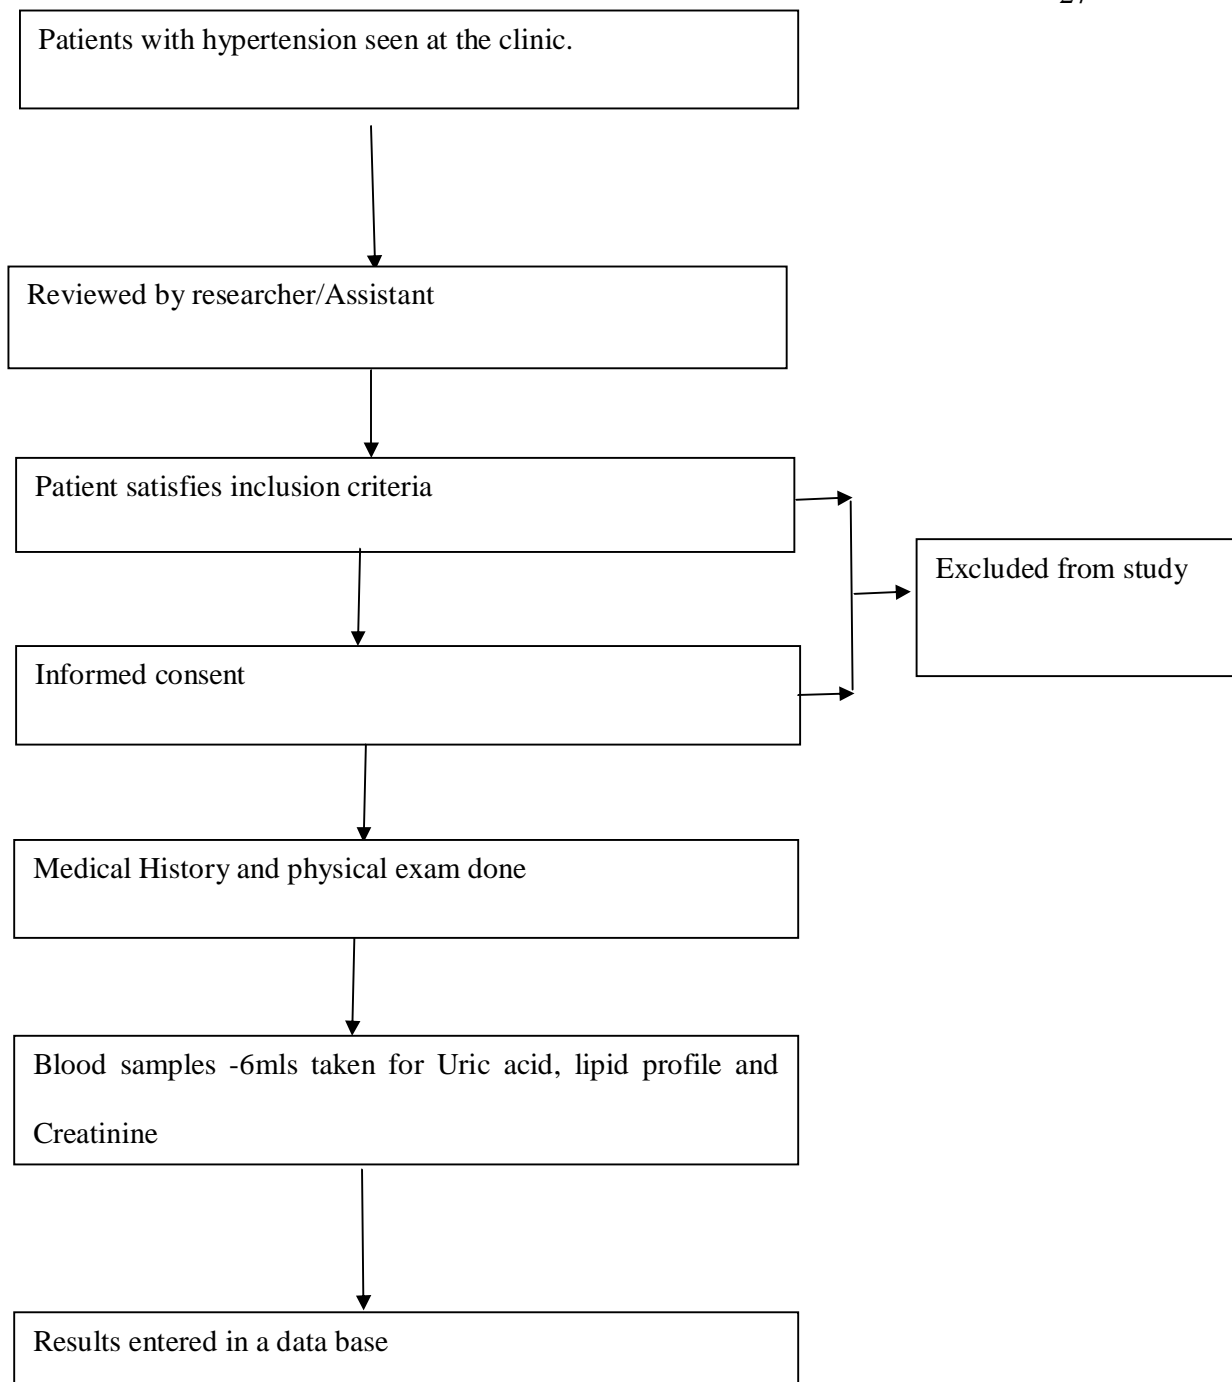 Patients with hypertension seen at the clinic.
Reviewed by researcher/Assistant
Patient satisfies inclusion criteria
Excluded from study
Informed consent
Medical History and physical exam done
Blood samples -6mls taken for Uric acid, lipid profile and
Creatinine
Results entered in a data base